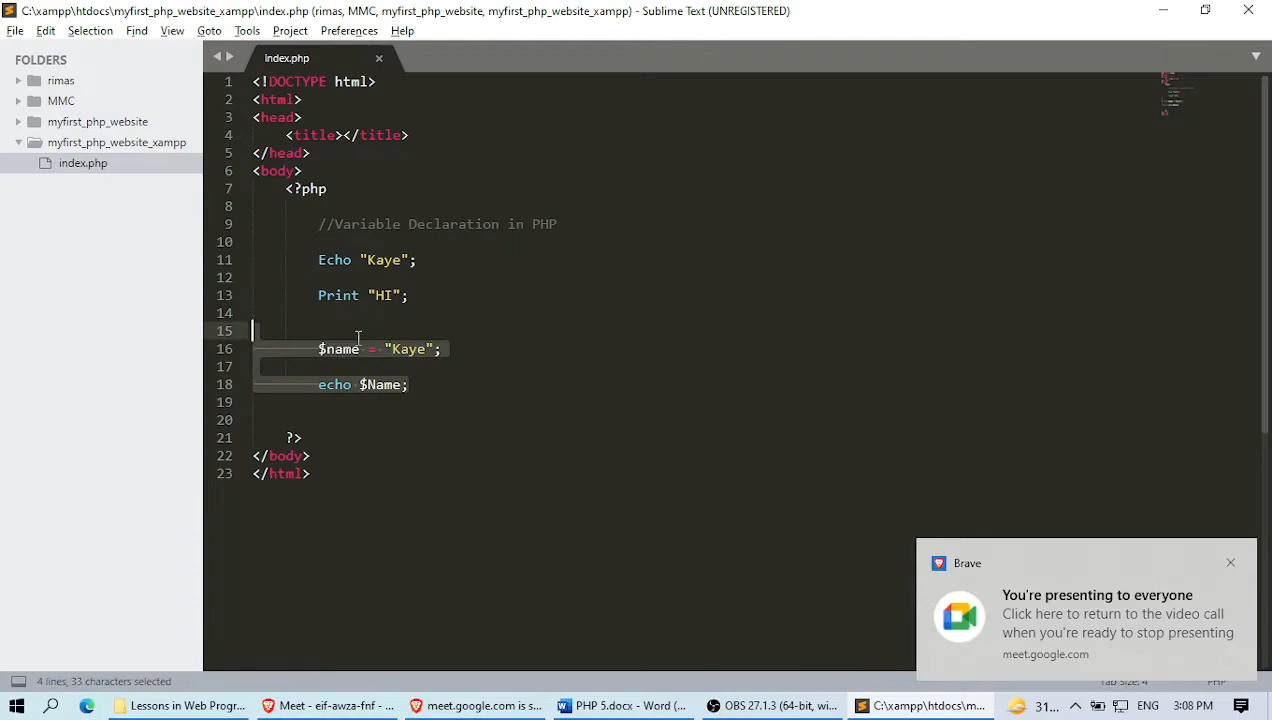 C:\xampp\htdocs\myfirst_php_website_xampp\index.php (rimas, MMC, myfirst_php_website, myfirst_php_website_xampp) - Sublime Text (UNREGISTERED)
File Edit Selection Find View Goto Tools Project Preferences Help
FOLDERS
rimas
MMC
myfirst_php_website
myfirst_php_website_xampp
index.php
index.php
1 <!DOCTYPE html>
2 <html>
3 <head>
4 <title></title>
5 </head>
6 <body>
7 <?php
8
9 //Variable Declaration in PHP
10
11 Echo "Kaye";
12
13 Print "HI";
14
15
16 $name = "Kaye";
17
18 echo $Name;
19
20
21 ?>
22 </body>
23 </html>
Brave
You're presenting to everyone
Click here to return to the video call
when you're ready to stop presenting
meet.google.com
4 lines, 33 characters selected
Tab Size: 4
PHP
Lessons in Web Progr...
Meet - eif-awza-fnf - ...
meet.google.com is s...
PHP 5.docx - Word (...
OBS 27.1.3 (64-bit, wi...
C:\xampp\htdocs\m...
31...
ENG
3:08 PM